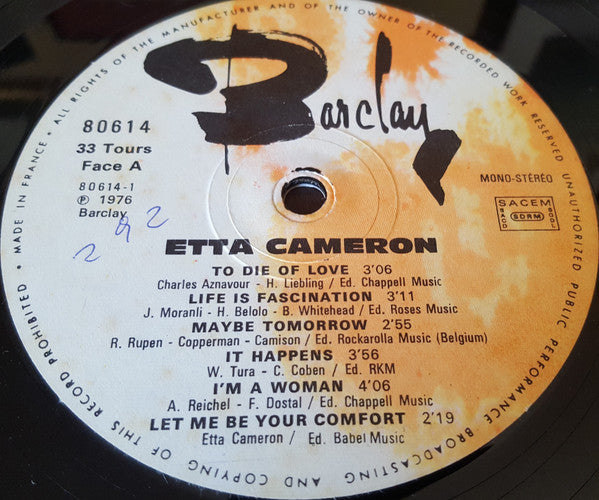 ALL RIGHTS OF THE MANUFACTURER AND OF THE OWNER OF THE RECORDED WORK RESERVED UNAUTHORIZED PUBLIC PERFORMANCE BROADCASTING AND COPYING OF THIS RECORD PROHIBITED • MADE IN FRANCE •
Barclay
80614
33 Tours
Face A
80614-1
℗ 1976
Barclay
292
MONO-STÉRÉO
SACEM
SACD
SDRM
SGDL
ETTA CAMERON
TO DIE OF LOVE 3'06
Charles Aznavour - H. Liebling / Ed. Chappell Music
LIFE IS FASCINATION 3'11
J. Moranli - H. Belolo - B. Whitehead / Ed. Roses Music
MAYBE TOMORROW 2'55
R. Rupen - Copperman - Camison / Ed. Rockarolla Music (Belgium)
IT HAPPENS 3'56
W. Tura - C. Coben / Ed. RKM
I'M A WOMAN 4'06
A. Reichel - F. Dostal / Ed. Chappell Music
LET ME BE YOUR COMFORT 2'19
Etta Cameron / Ed. Babel Music